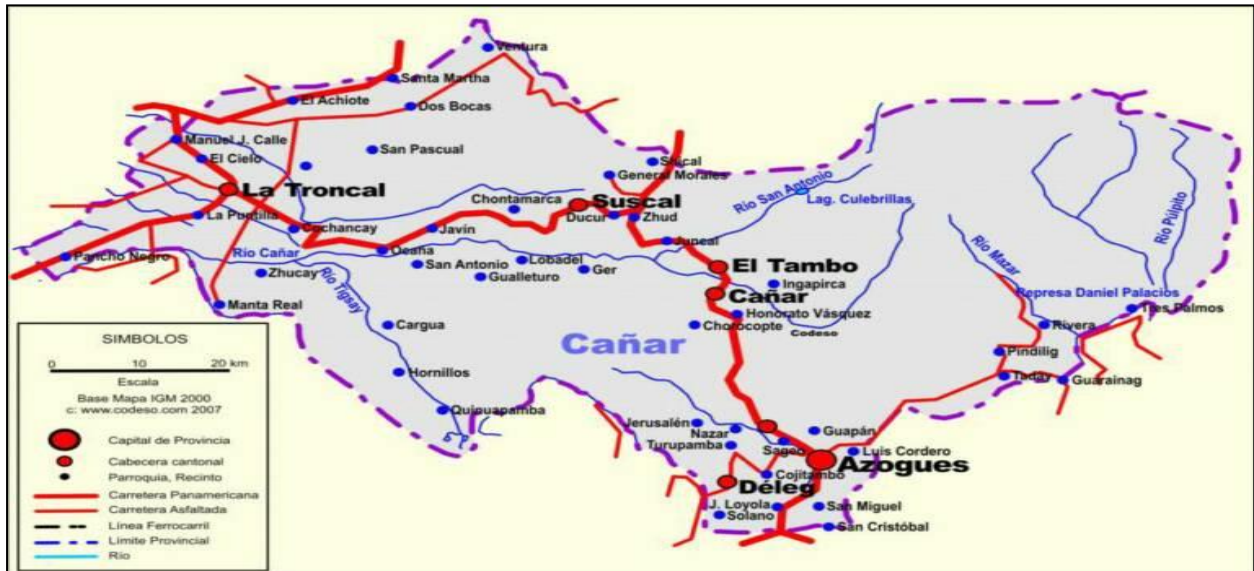 Ventura
Santa Martha
El Achiote
Dos Bocas
Manuel J. Calle
El Cielo
San Pascual
Shical
General Morales
La Troncal
Suscal
Río San Antonio
Lag. Culebrillas
Chontamarca
Ducur
Zhud
La Puntilla
Cochancay
Javín
Juncal
Río Púlpito
Pancho Negro
Río Cañar
Ocaña
San Antonio
Lobadel
Gualleturo
Ger
El Tambo
Río Mazar
Zhucay
Río Tigsay
Ingapirca
Cañar
Represa Daniel Palacios
Manta Real
Honorato Vásquez
Tres Palmos
Cargua
Chorocopte
Codeso
Rivera
Cañar
Pindilig
Hornillos
Taday
Guarainag
Quipuapamba
Jerusalén
Nazar
Guapán
Turupamba
Sageo
Luis Cordero
Azogues
Cojitambo
Déleg
J. Loyola
San Miguel
Solano
San Cristóbal
SIMBOLOS
0 10 20 km
Escala
Base Mapa IGM 2000
c: www.codeso.com 2007
Capital de Provincia
Cabecera cantonal
Parroquia, Recinto
Carretera Panamericana
Carretera Asfaltada
Línea Ferrocarril
Límite Provincial
Río